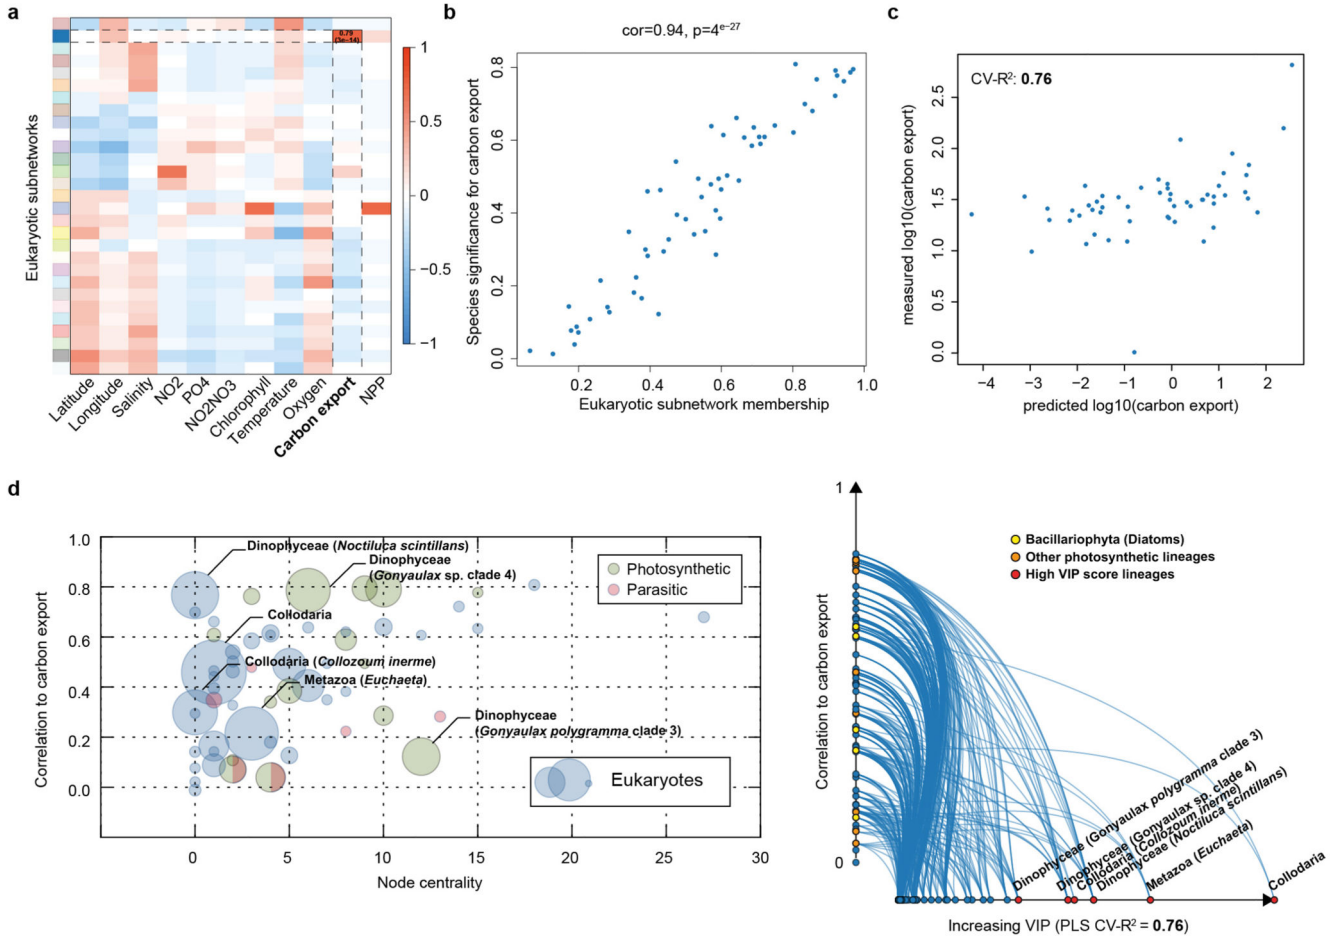 a
Eukaryotic subnetworks
0.79
(3e−14)
1
0.5
0
−0.5
−1
Latitude
Longitude
Salinity
NO2
PO4
NO2NO3
Chlorophyll
Temperature
Oxygen
Carbon export
NPP
b
cor=0.94, p=4e−27
Species significance for carbon export
0.8
0.6
0.4
0.2
0.0
0.2
0.4
0.6
0.8
1.0
Eukaryotic subnetwork membership
c
CV-R²: 0.76
measured log10(carbon export)
2.5
2.0
1.5
1.0
0.5
0.0
−4
−3
−2
−1
0
1
2
predicted log10(carbon export)
d
Correlation to carbon export
1.0
0.8
0.6
0.4
0.2
0.0
Dinophyceae (Noctiluca scintillans)
Dinophyceae
(Gonyaulax sp. clade 4)
Collodaria
Collodaria (Collozoum inerme)
Metazoa (Euchaeta)
Dinophyceae
(Gonyaulax polygramma clade 3)
Photosynthetic
Parasitic
Eukaryotes
0
5
10
15
20
25
30
Node centrality
1
Correlation to carbon export
0
Bacillariophyta (Diatoms)
Other photosynthetic lineages
High VIP score lineages
Dinophyceae (Gonyaulax polygramma clade 3)
Dinophyceae (Gonyaulax sp. clade 4)
Collodaria (Collozoum inerme)
Dinophyceae (Noctiluca scintillans)
Metazoa (Euchaeta)
Collodaria
Increasing VIP (PLS CV-R² = 0.76)